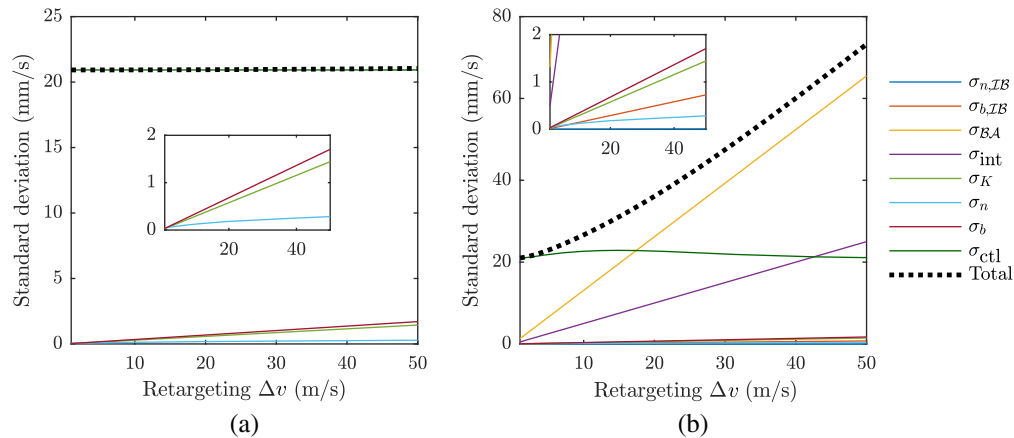 25
20
15
10
5
0
Standard deviation (mm/s)
2
1
0
20
40
10
20
30
40
50
Retargeting Δv (m/s)
(a)
80
60
40
20
0
Standard deviation (mm/s)
2
1
0
20
40
10
20
30
40
50
Retargeting Δv (m/s)
(b)
σn,ℐℬ
σb,ℐℬ
σℬ𝒜
σint
σK
σn
σb
σctl
Total